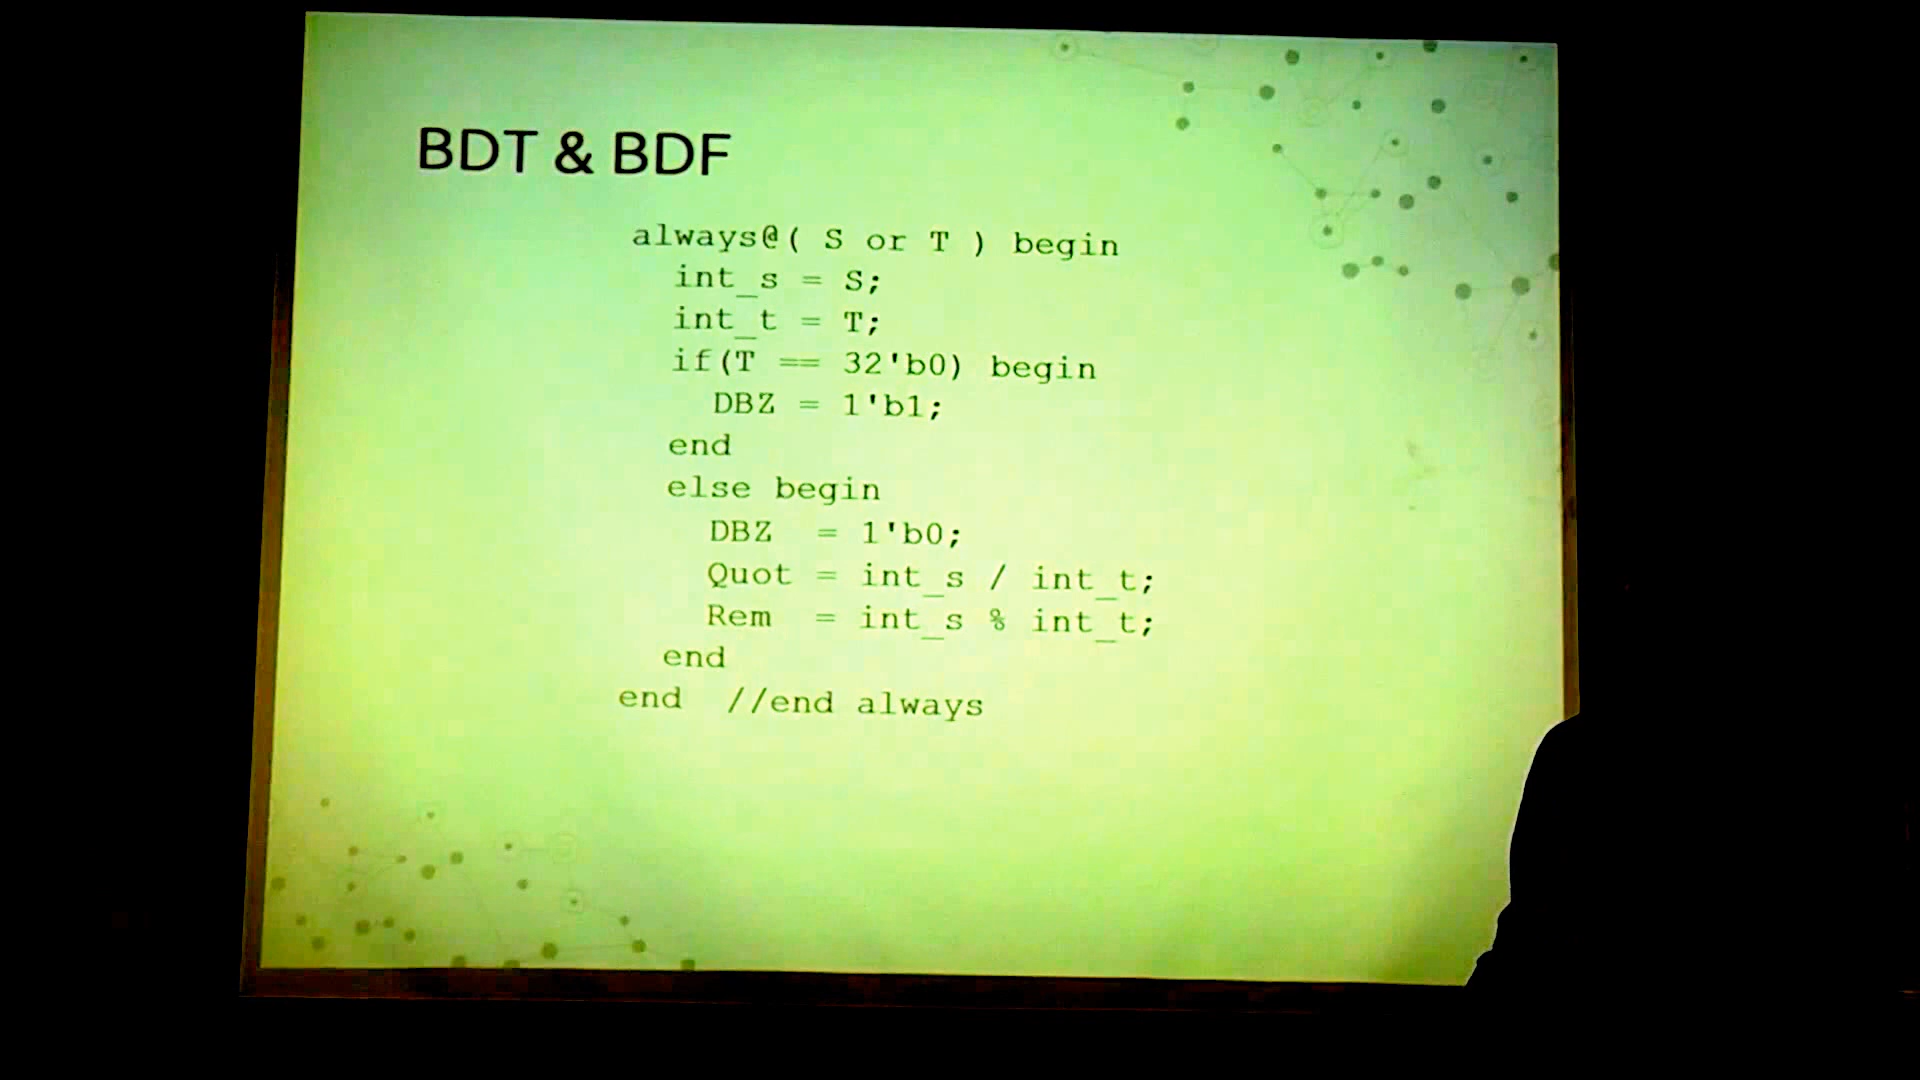 BDT & BDF
always@( S or T ) begin
int_s = S;
int_t = T;
if(T == 32'b0) begin
DBZ = 1'b1;
end
else begin
DBZ = 1'b0;
Quot = int_s / int_t;
Rem = int_s % int_t;
end
end //end always